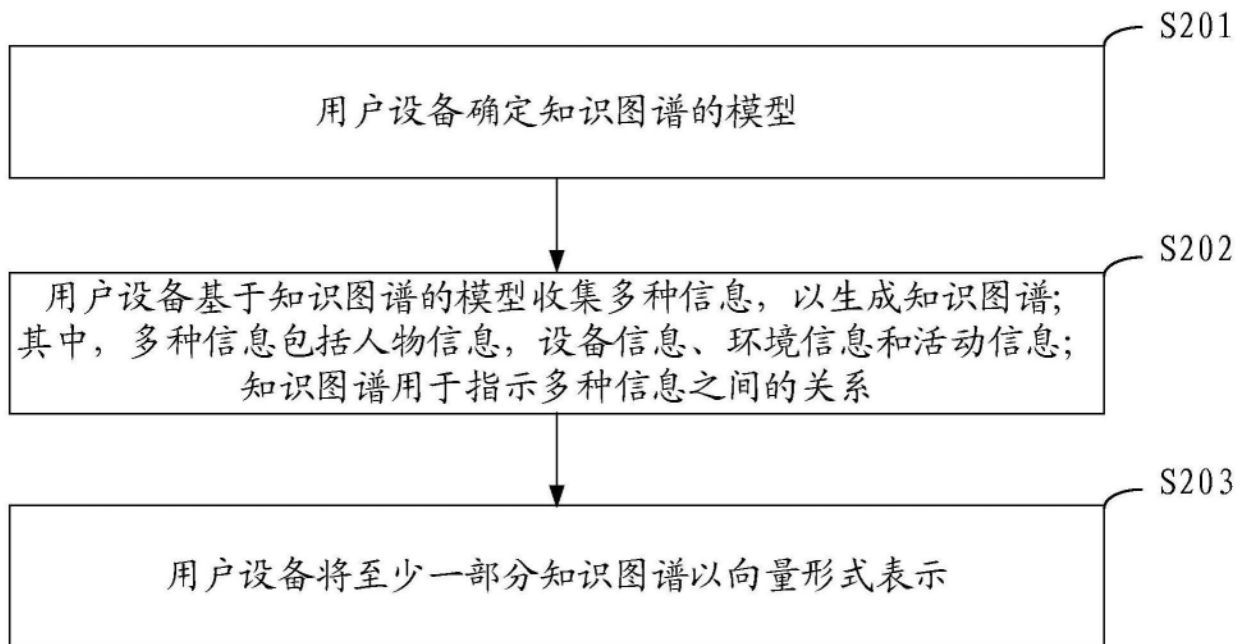 S201
用户设备确定知识图谱的模型
S202
用户设备基于知识图谱的模型收集多种信息，以生成知识图谱；
其中，多种信息包括人物信息，设备信息、环境信息和活动信息；
知识图谱用于指示多种信息之间的关系
S203
用户设备将至少一部分知识图谱以向量形式表示